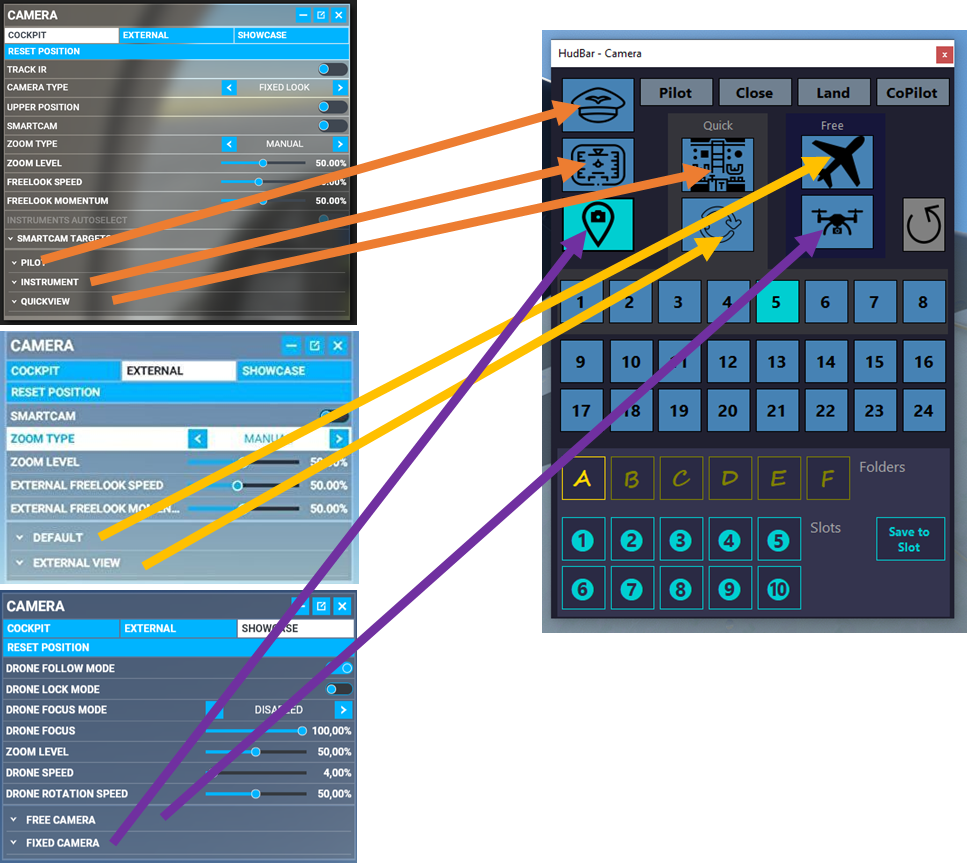 CAMERA
COCKPIT EXTERNAL SHOWCASE
RESET POSITION
TRACK IR
CAMERA TYPE FIXED LOOK
UPPER POSITION
SMARTCAM
ZOOM TYPE MANUAL
ZOOM LEVEL 50.00%
FREELOOK SPEED
FREELOOK MOMENTUM 50.00%
INSTRUMENTS AUTOSELECT
SMARTCAM TARGETS
PILOT
INSTRUMENT
QUICKVIEW
CAMERA
COCKPIT EXTERNAL SHOWCASE
RESET POSITION
SMARTCAM
ZOOM TYPE MANUAL
ZOOM LEVEL 50.00%
EXTERNAL FREELOOK SPEED 50.00%
EXTERNAL FREELOOK MOMEN... 50.00%
DEFAULT
EXTERNAL VIEW
CAMERA
COCKPIT EXTERNAL SHOWCASE
RESET POSITION
DRONE FOLLOW MODE
DRONE LOCK MODE
DRONE FOCUS MODE DISABLED
DRONE FOCUS 100,00%
ZOOM LEVEL 50,00%
DRONE SPEED 4,00%
DRONE ROTATION SPEED 50,00%
FREE CAMERA
FIXED CAMERA
HudBar - Camera x
Pilot Close Land CoPilot
Quick Free
1 2 3 4 5 6 7 8
9 10 11 12 13 14 15 16
17 18 19 20 21 22 23 24
A B C D E F Folders
1 2 3 4 5 Slots
Save to
Slot
6 7 8 9 10